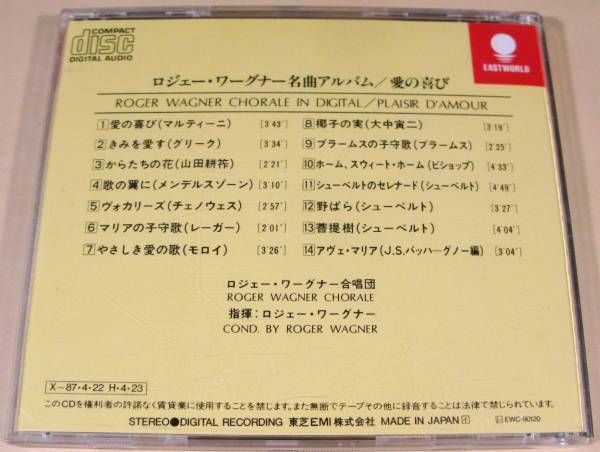 COMPACT
disc
DIGITAL AUDIO
EASTWORLD
ロジェー・ワーグナー名曲アルバム/愛の喜び
ROGER WAGNER CHORALE IN DIGITAL/PLAISIR D'AMOUR
1 愛の喜び(マルティーニ) [3'43"]
2 きみを愛す(グリーク) [3'34"]
3 からたちの花(山田耕筰) [2'21"]
4 歌の翼に(メンデルスゾーン) [3'10"]
5 ヴォカリーズ(チェノウェス) [2'57"]
6 マリアの子守歌(レーガー) [2'01"]
7 やさしき愛の歌(モロイ) [3'26"]
8 椰子の実(大中寅二) [3'19"]
9 ブラームスの子守歌(ブラームス) [2'25"]
10 ホーム、スウィート・ホーム(ビショップ) [4'33"]
11 シューベルトのセレナード(シューベルト) [4'49"]
12 野ばら(シューベルト) [3'27"]
13 菩提樹(シューベルト) [4'04"]
14 アヴェ・マリア(J.S.バッハーグノー編) [3'04"]
ロジェー・ワーグナー合唱団
ROGER WAGNER CHORALE
指揮:ロジェー・ワーグナー
COND. BY ROGER WAGNER
X〜87・4・22 H・4・23
このCDを権利者の許諾なく賃貸業に使用することを禁じます。また無断でテープその他に録音することは法律で禁じられています。
STEREO●DIGITAL RECORDING 東芝EMI株式会社 MADE IN JAPAN イ EWC-90120